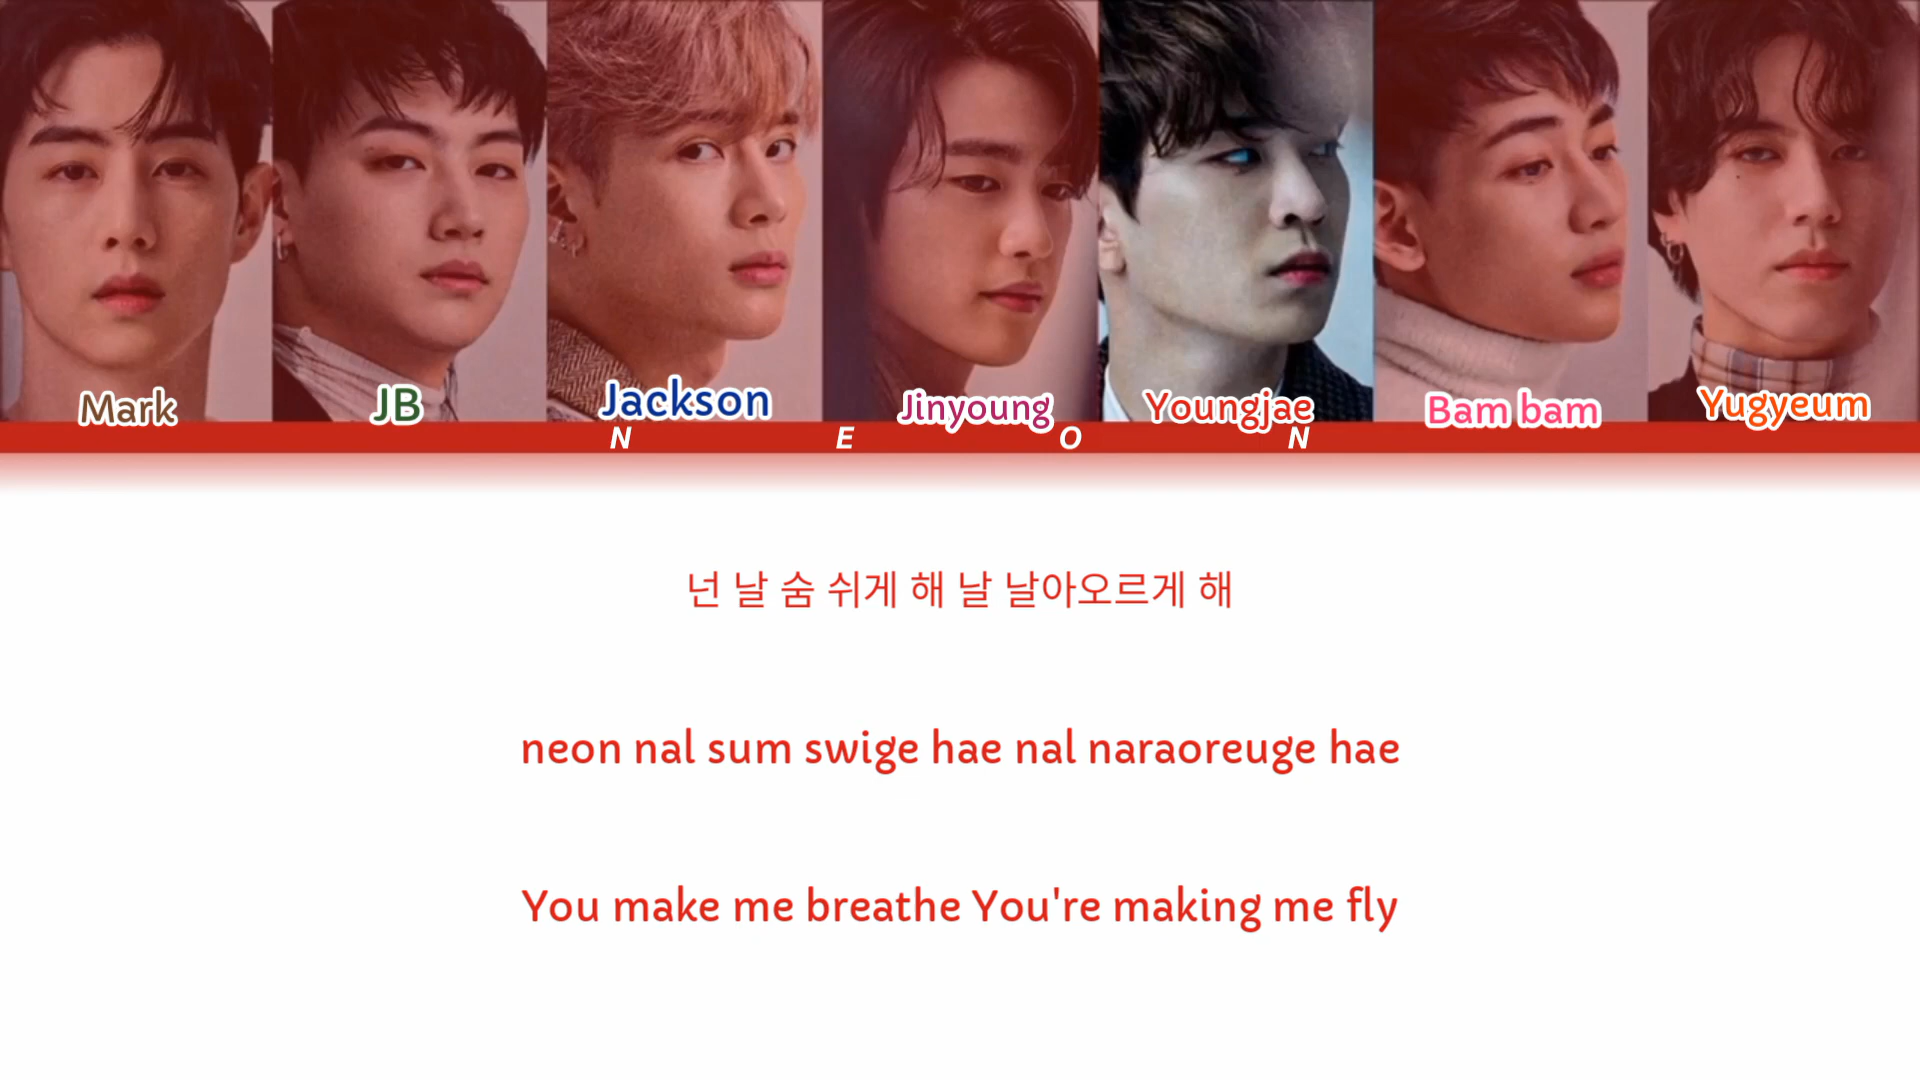 Mark JB Jackson Jinyoung Youngjae Bam bam Yugyeum
N E O N
넌 날 숨 쉬게 해 날 날아오르게 해
neon nal sum swige hae nal naraoreuge hae
You make me breathe You're making me fly